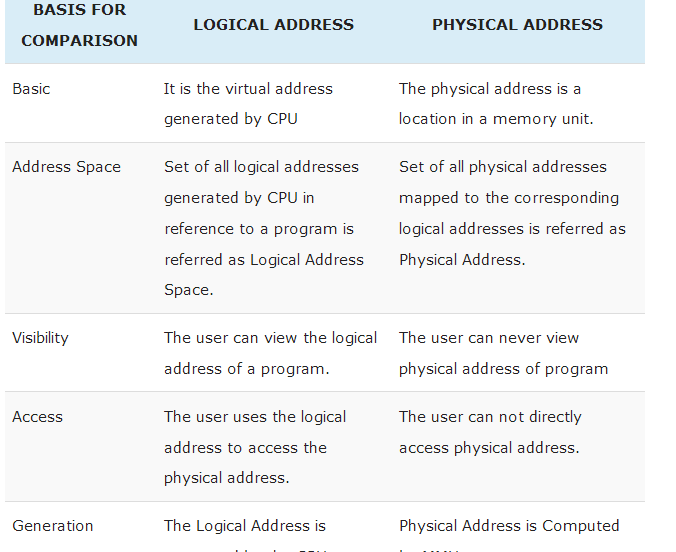 BASIS FOR
COMPARISON
LOGICAL ADDRESS
PHYSICAL ADDRESS
Basic
It is the virtual address
generated by CPU
The physical address is a
location in a memory unit.
Address Space
Set of all logical addresses
generated by CPU in
reference to a program is
referred as Logical Address
Space.
Set of all physical addresses
mapped to the corresponding
logical addresses is referred as
Physical Address.
Visibility
The user can view the logical
address of a program.
The user can never view
physical address of program
Access
The user uses the logical
address to access the
physical address.
The user can not directly
access physical address.
Generation
The Logical Address is
Physical Address is Computed